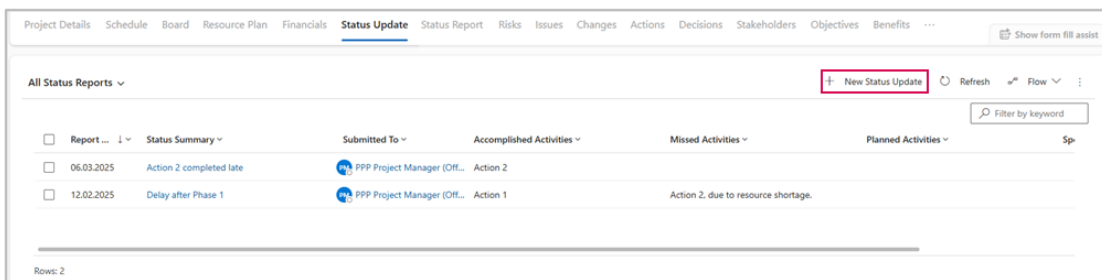 Project Details Schedule Board Resource Plan Financials Status Update Status Report Risks Issues Changes Actions Decisions Stakeholders Objectives Benefits ...
Show form fill assist
All Status Reports
+ New Status Update Refresh Flow
Filter by keyword
Report ... Status Summary Submitted To Accomplished Activities Missed Activities Planned Activities Spe
06.03.2025 Action 2 completed late PM PPP Project Manager (Off... Action 2
12.02.2025 Delay after Phase 1 PM PPP Project Manager (Off... Action 1 Action 2, due to resource shortage.
Rows: 2